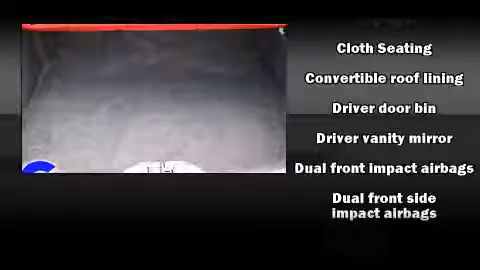 Cloth Seating
Convertible roof lining
Driver door bin
Driver vanity mirror
Dual front impact airbags
Dual front side
impact airbags